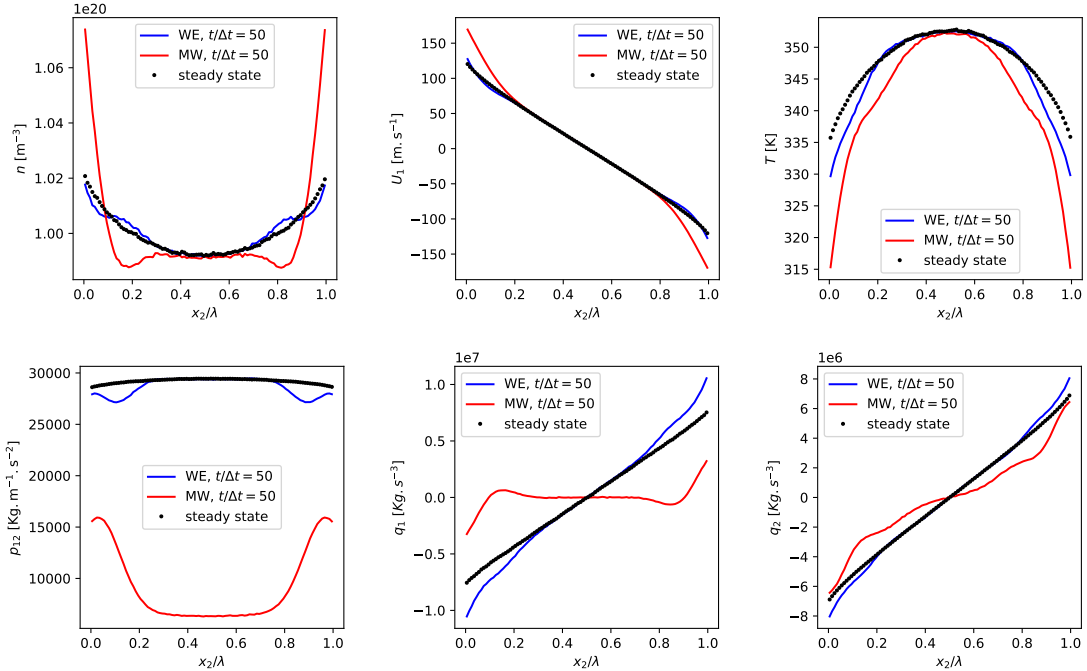 1e20
n [m⁻³]
1.06
1.04
1.02
1.00
WE, t/Δt = 50
MW, t/Δt = 50
steady state
0.0 0.2 0.4 0.6 0.8 1.0
x₂/λ
U₁ [m. s⁻¹]
150
100
50
0
−50
−100
−150
WE, t/Δt = 50
MW, t/Δt = 50
steady state
0.0 0.2 0.4 0.6 0.8 1.0
x₂/λ
T [K]
350
345
340
335
330
325
320
315
WE, t/Δt = 50
MW, t/Δt = 50
steady state
0.0 0.2 0.4 0.6 0.8 1.0
x₂/λ
p₁₂ [Kg. m⁻¹. s⁻²]
30000
25000
20000
15000
10000
WE, t/Δt = 50
MW, t/Δt = 50
steady state
0.0 0.2 0.4 0.6 0.8 1.0
x₂/λ
1e7
q₁ [Kg. s⁻³]
1.0
0.5
0.0
−0.5
−1.0
WE, t/Δt = 50
MW, t/Δt = 50
steady state
0.0 0.2 0.4 0.6 0.8 1.0
x₂/λ
1e6
q₂ [Kg. s⁻³]
8
6
4
2
0
−2
−4
−6
−8
WE, t/Δt = 50
MW, t/Δt = 50
steady state
0.0 0.2 0.4 0.6 0.8 1.0
x₂/λ